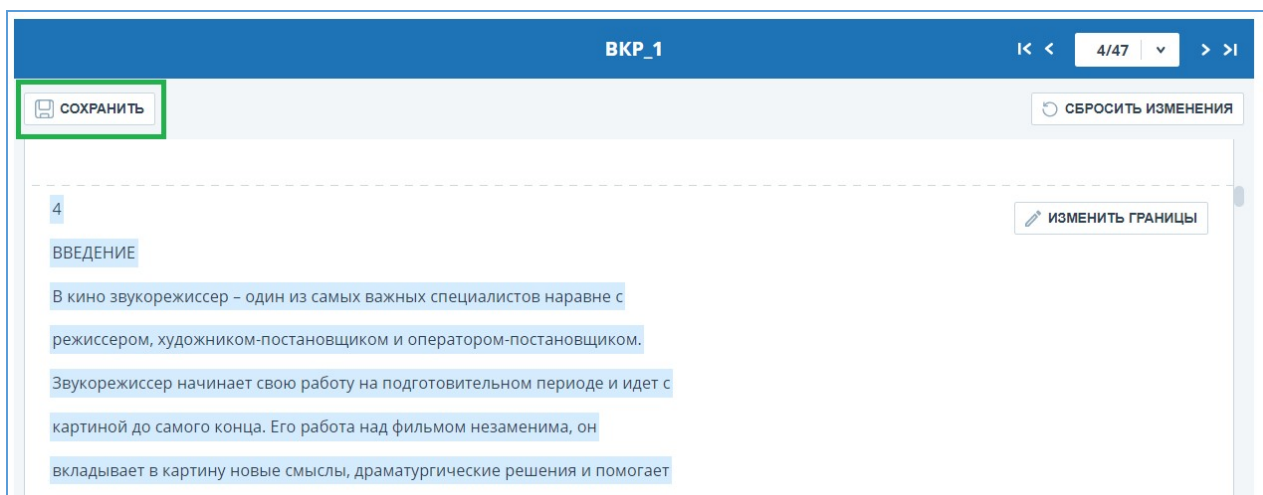 ВКР_1
4/47
СОХРАНИТЬ
СБРОСИТЬ ИЗМЕНЕНИЯ
4
ИЗМЕНИТЬ ГРАНИЦЫ
ВВЕДЕНИЕ
В кино звукорежиссер – один из самых важных специалистов наравне с
режиссером, художником-постановщиком и оператором-постановщиком.
Звукорежиссер начинает свою работу на подготовительном периоде и идет с
картиной до самого конца. Его работа над фильмом незаменима, он
вкладывает в картину новые смыслы, драматургические решения и помогает